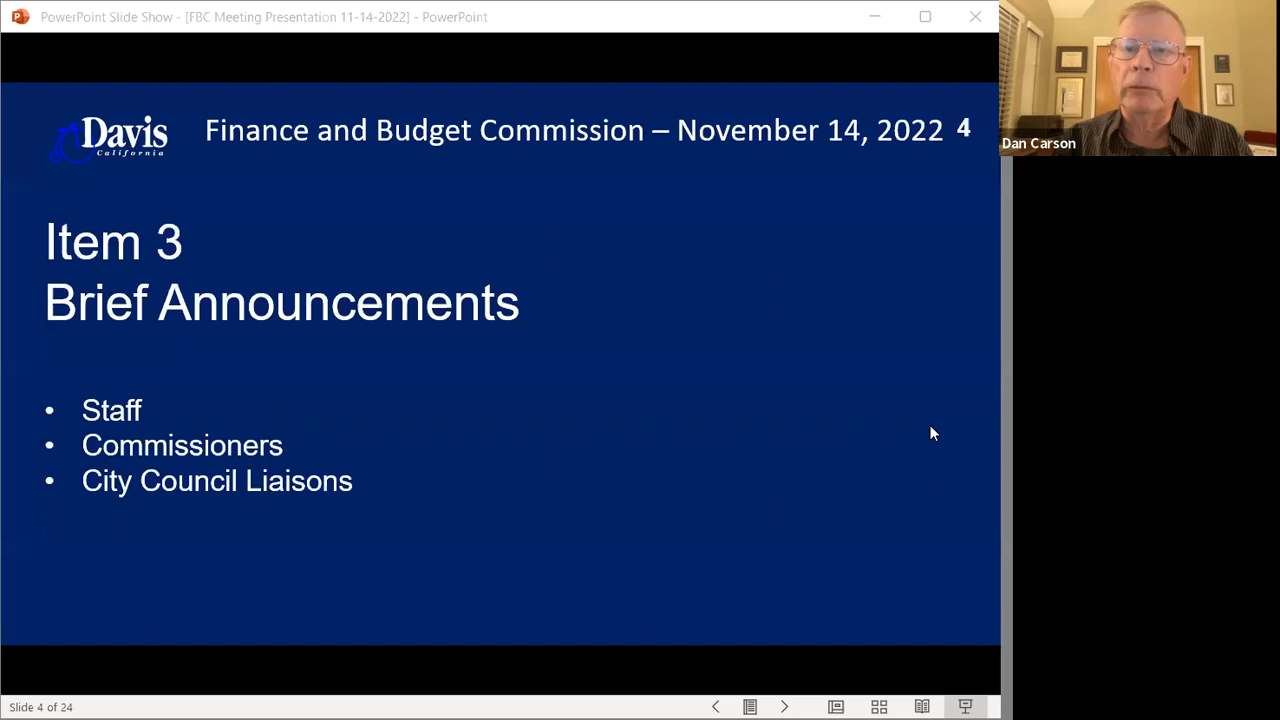 PowerPoint Slide Show - [FBC Meeting Presentation 11-14-2022] - PowerPoint
Davis
California
Finance and Budget Commission – November 14, 2022 4
Dan Carson
Item 3
Brief Announcements
• Staff
• Commissioners
• City Council Liaisons
Slide 4 of 24